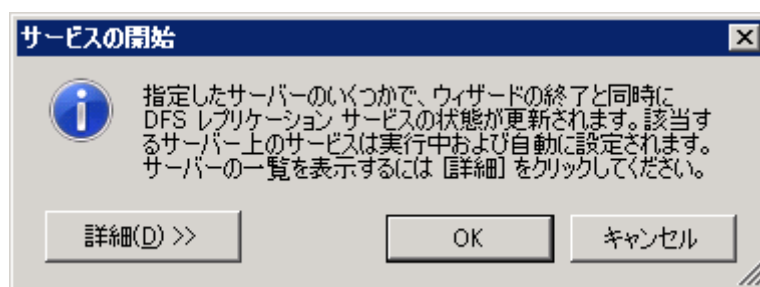 サービスの開始
指定したサーバーのいくつかで、ウィザードの終了と同時に
DFS レプリケーション サービスの状態が更新されます。該当す
るサーバー上のサービスは実行中および自動に設定されます。
サーバーの一覧を表示するには [詳細] をクリックしてください。
詳細(D) >>
OK
キャンセル